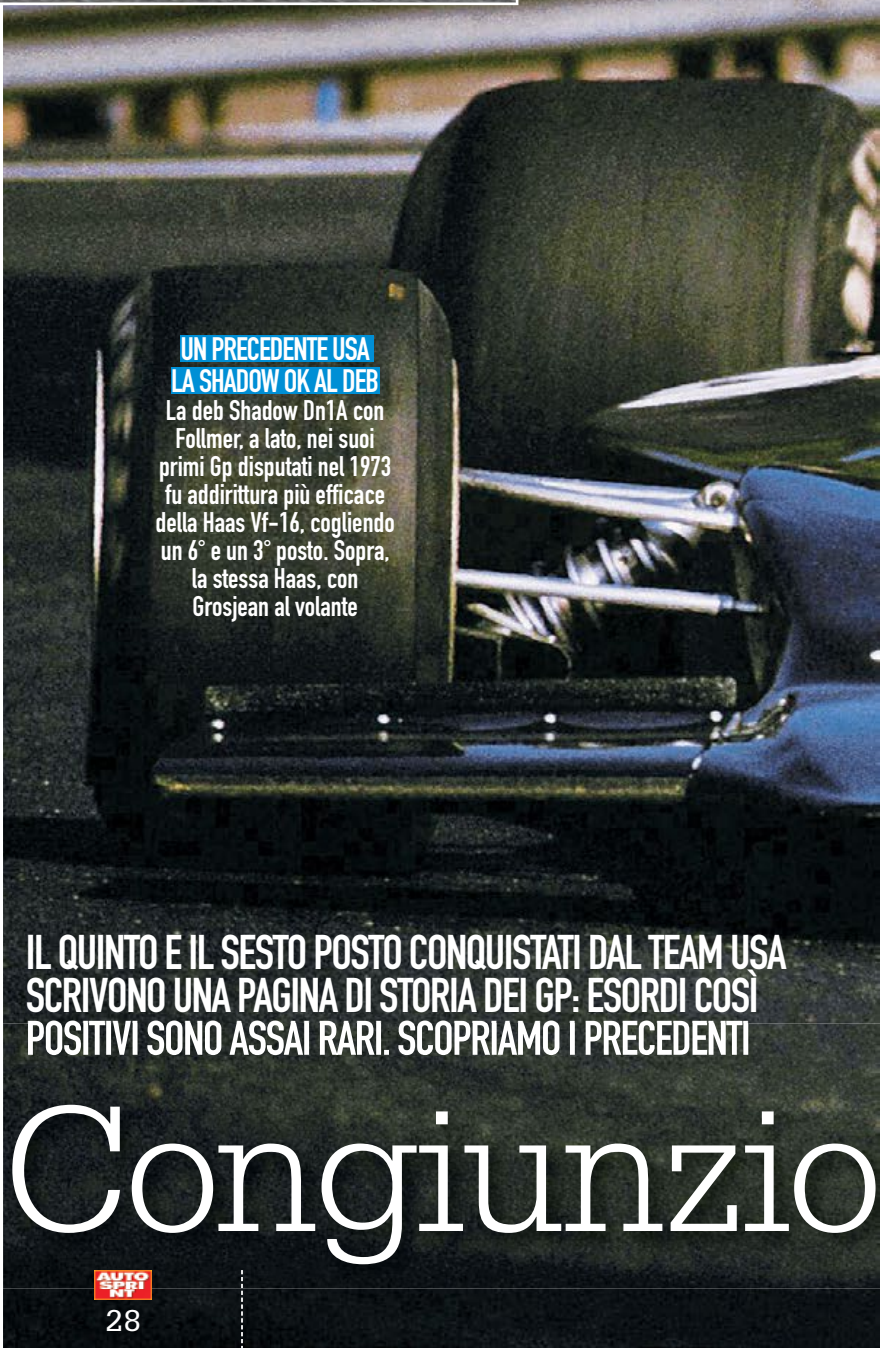 UN PRECEDENTE USA
LA SHADOW OK AL DEB
La deb Shadow Dn1A con
Follmer, a lato, nei suoi
primi Gp disputati nel 1973
fu addirittura più efficace
della Haas Vf-16, cogliendo
un 6° e un 3° posto. Sopra,
la stessa Haas, con
Grosjean al volante
IL QUINTO E IL SESTO POSTO CONQUISTATI DAL TEAM USA
SCRIVONO UNA PAGINA DI STORIA DEI GP: ESORDI COSÌ
POSITIVI SONO ASSAI RARI. SCOPRIAMO I PRECEDENTI
Congiunzio
AUTO
SPRI
NT
28